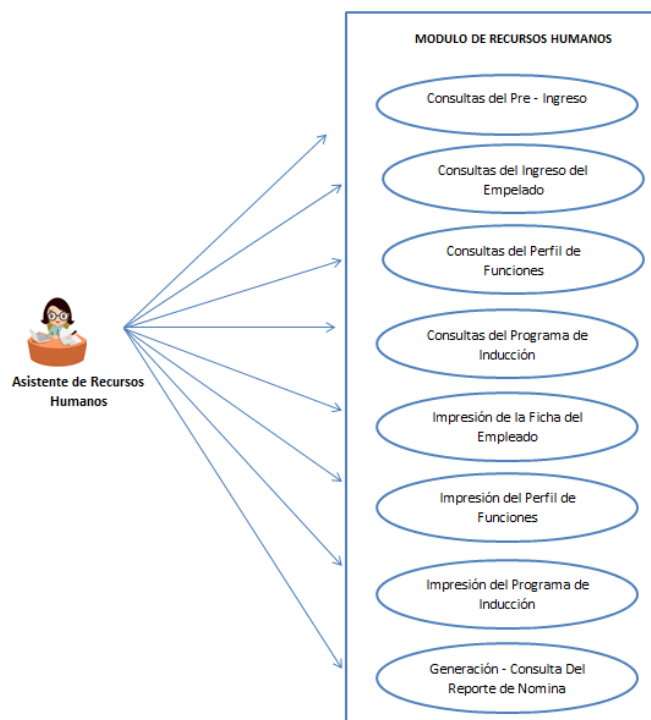 MODULO DE RECURSOS HUMANOS
Consultas del Pre - Ingreso
Consultas del Ingreso del
Empelado
Consultas del Perfil de
Funciones
Consultas del Programa de
Inducción
Asistente de Recursos
Humanos
Impresión de la Ficha del
Empleado
Impresión del Perfil de
Funciones
Impresión del Programa de
Inducción
Generación - Consulta Del
Reporte de Nomina